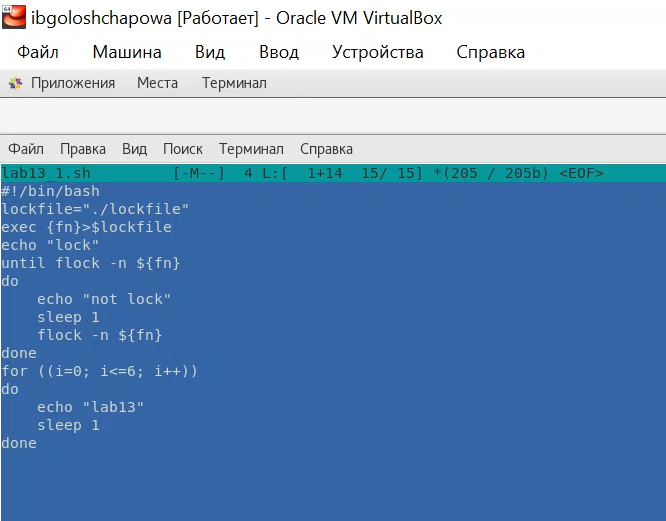 64
ibgoloshchapowa [Работает] - Oracle VM VirtualBox
Файл Машина Вид Ввод Устройства Справка
Приложения Места Терминал
Файл Правка Вид Поиск Терминал Справка
lab13_1.sh [-M--] 4 L:[ 1+14 15/ 15] *(205 / 205b) <EOF>
#!/bin/bash
lockfile="./lockfile"
exec {fn}>$lockfile
echo "lock"
until flock -n ${fn}
do
    echo "not lock"
    sleep 1
    flock -n ${fn}
done
for ((i=0; i<=6; i++))
do
    echo "lab13"
    sleep 1
done